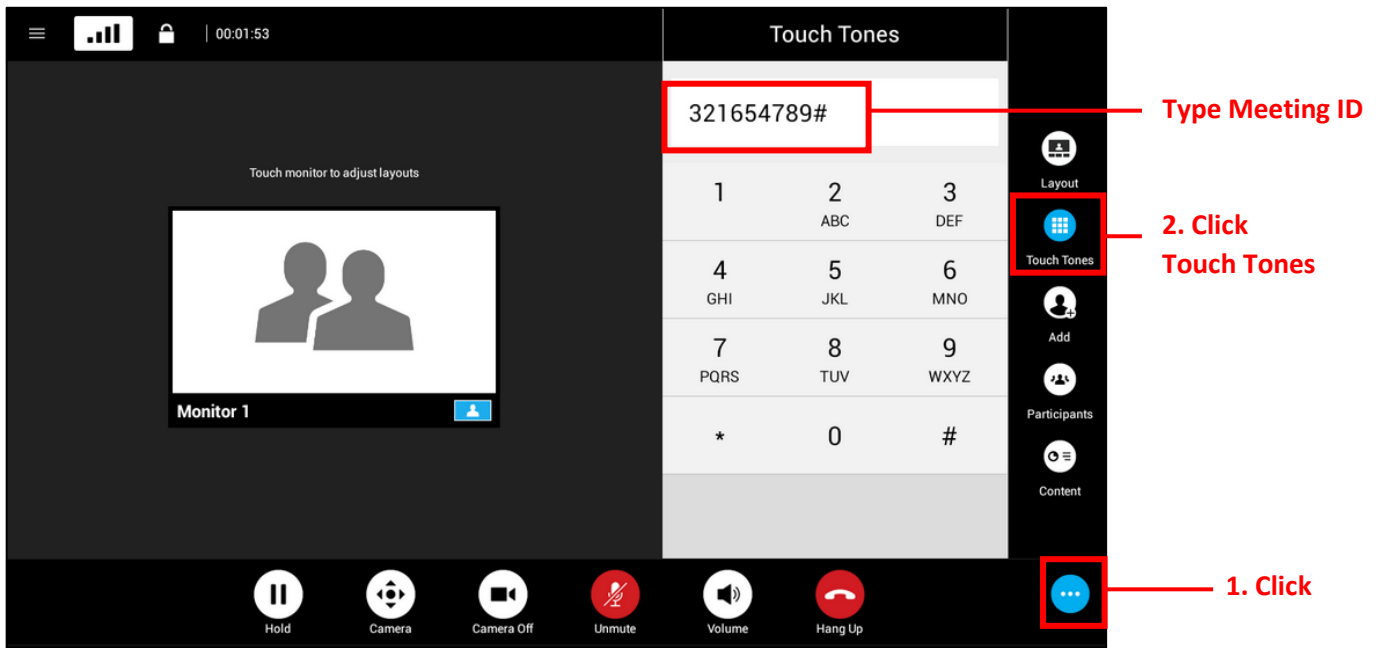 00:01:53
Touch Tones
321654789#
Type Meeting ID
Touch monitor to adjust layouts
Monitor 1
1
2
3
ABC
DEF
4
5
6
GHI
JKL
MNO
7
8
9
PQRS
TUV
WXYZ
*
0
#
Layout
Touch Tones
2. Click
Touch Tones
Add
Participants
Content
Hold
Camera
Camera Off
Unmute
Volume
Hang Up
1. Click